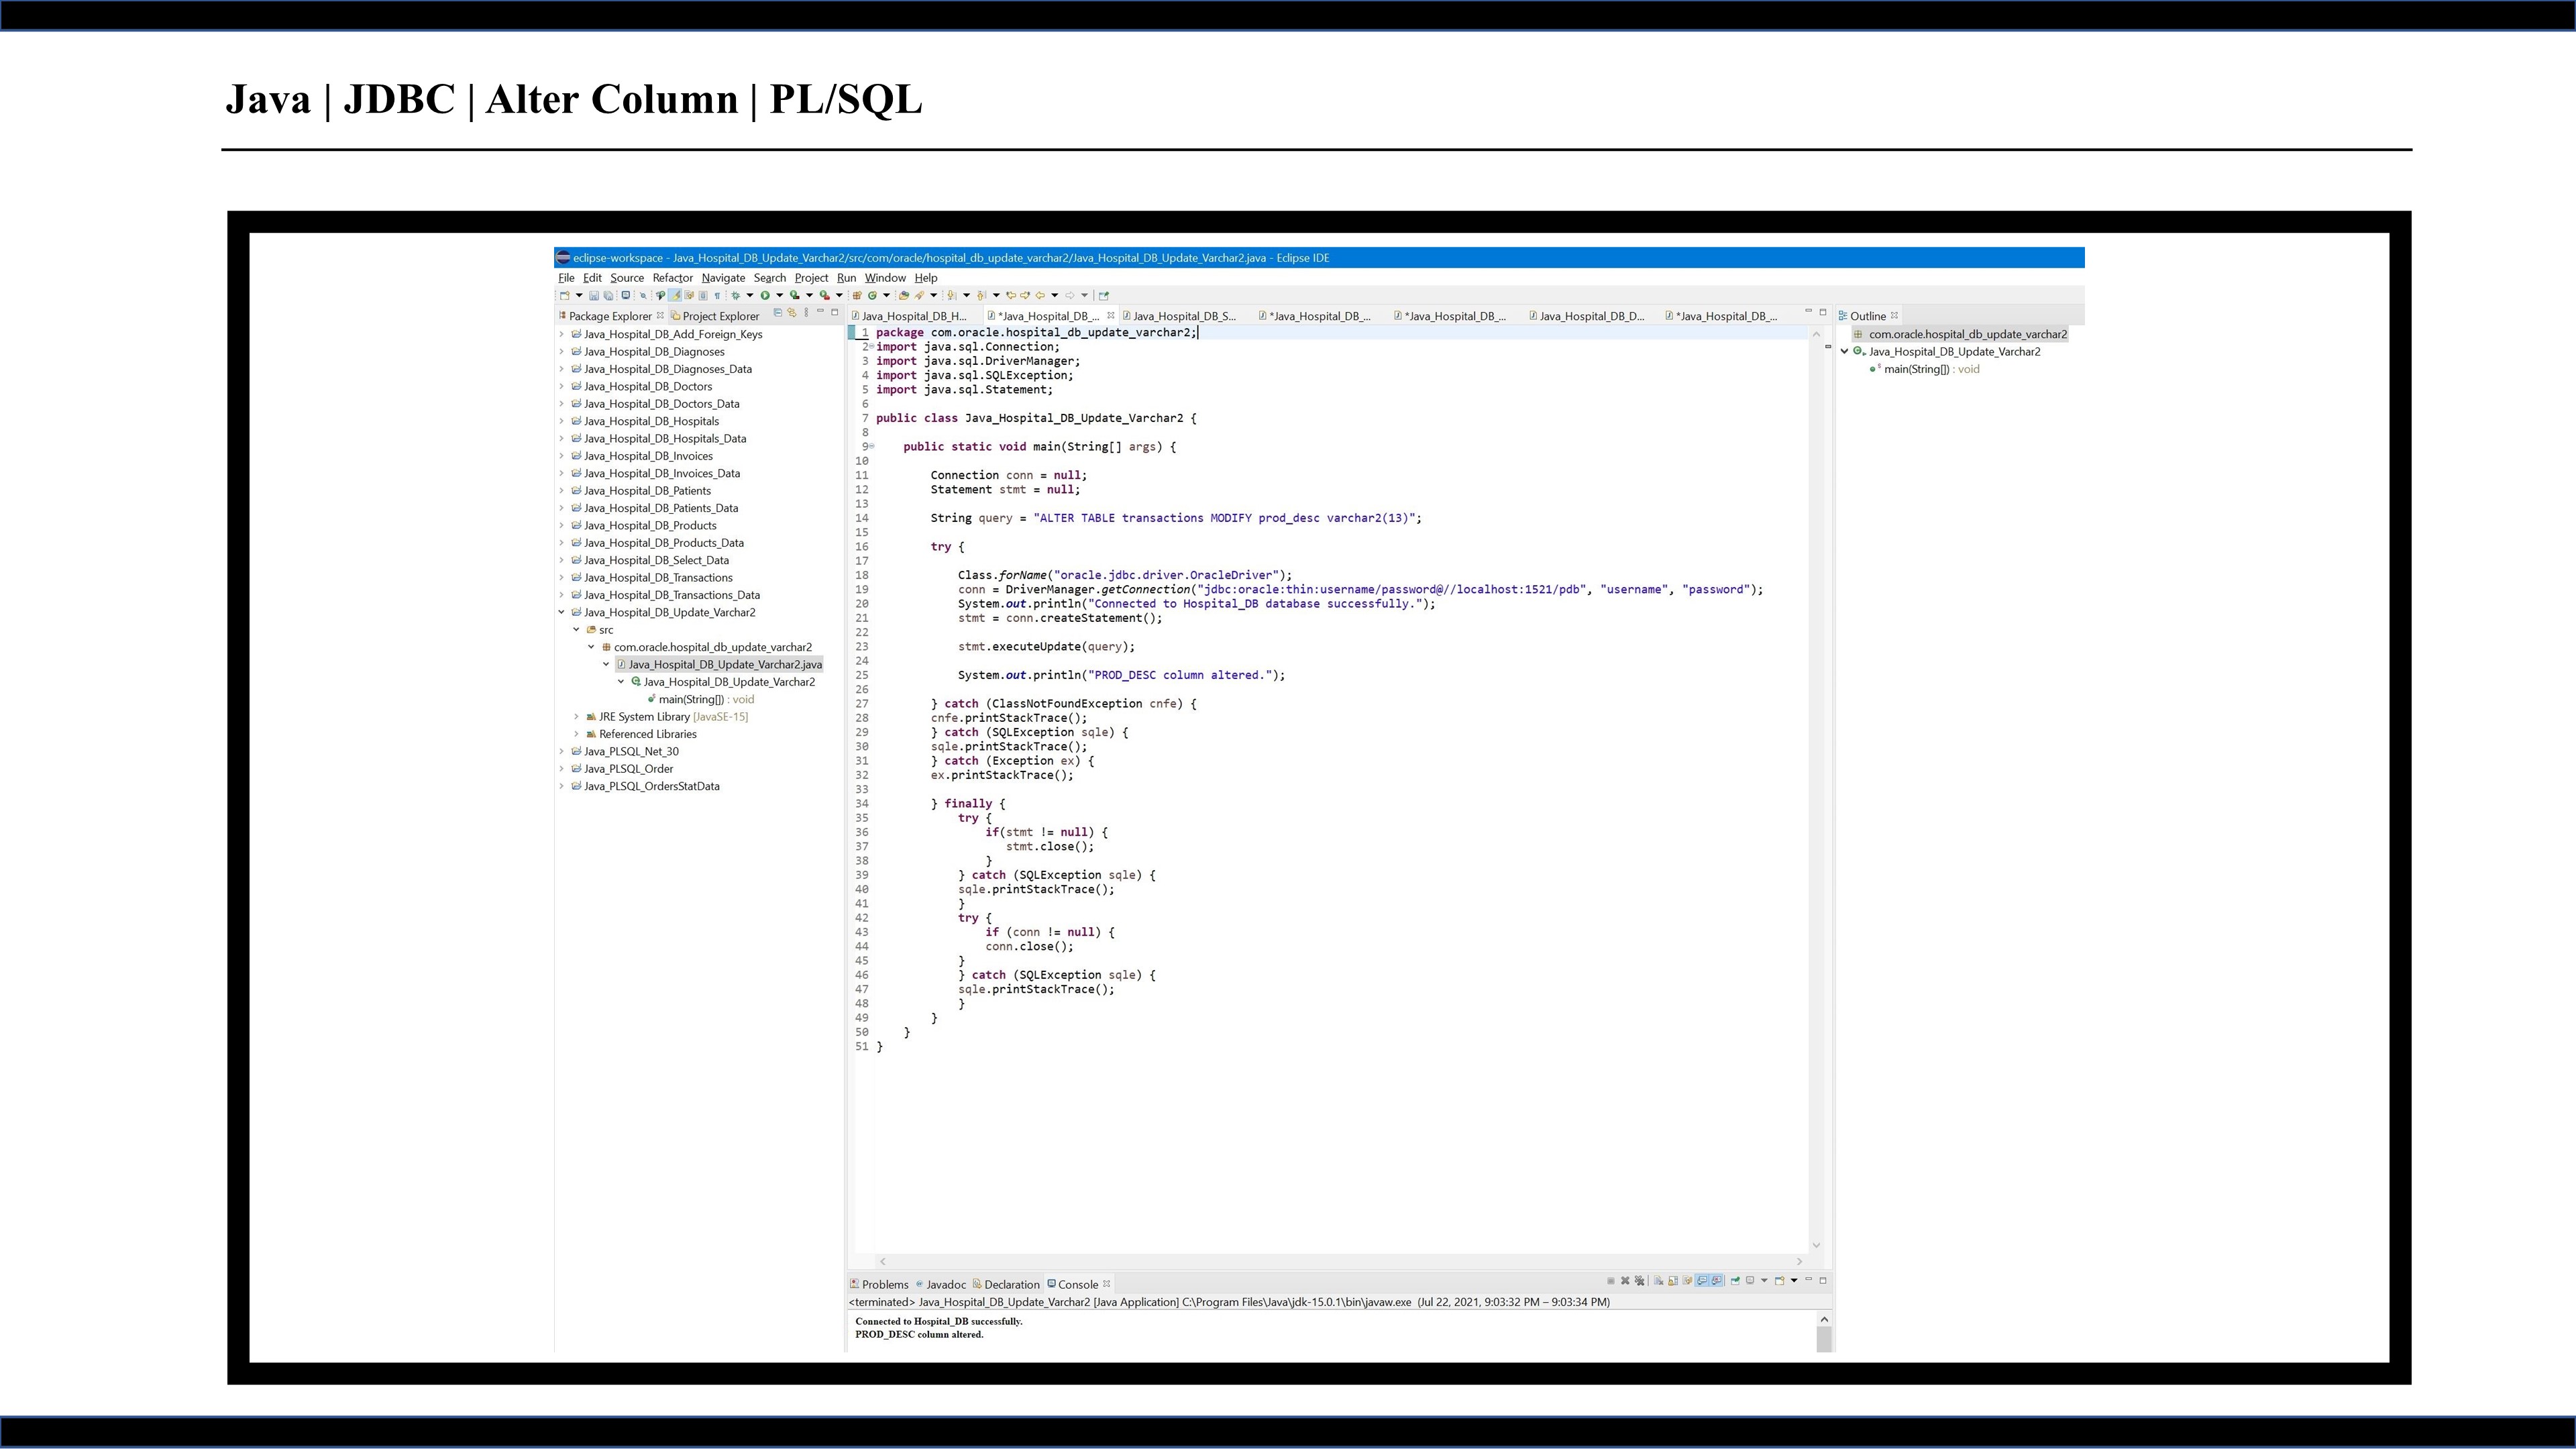 Java | JDBC | Alter Column | PL/SQL
eclipse-workspace - Java_Hospital_DB_Update_Varchar2/src/com/oracle/hospital_db_update_varchar2/Java_Hospital_DB_Update_Varchar2.java - Eclipse IDE
File Edit Source Refactor Navigate Search Project Run Window Help
Package Explorer Project Explorer
Java_Hospital_DB_Add_Foreign_Keys
Java_Hospital_DB_Diagnoses
Java_Hospital_DB_Diagnoses_Data
Java_Hospital_DB_Doctors
Java_Hospital_DB_Doctors_Data
Java_Hospital_DB_Hospitals
Java_Hospital_DB_Hospitals_Data
Java_Hospital_DB_Invoices
Java_Hospital_DB_Invoices_Data
Java_Hospital_DB_Patients
Java_Hospital_DB_Patients_Data
Java_Hospital_DB_Products
Java_Hospital_DB_Products_Data
Java_Hospital_DB_Select_Data
Java_Hospital_DB_Transactions
Java_Hospital_DB_Transactions_Data
Java_Hospital_DB_Update_Varchar2
src
com.oracle.hospital_db_update_varchar2
Java_Hospital_DB_Update_Varchar2.java
Java_Hospital_DB_Update_Varchar2
main(String[]) : void
JRE System Library [JavaSE-15]
Referenced Libraries
Java_PLSQL_Net_30
Java_PLSQL_Order
Java_PLSQL_OrdersStatData
Java_Hospital_DB_H... *Java_Hospital_DB_... Java_Hospital_DB_S... *Java_Hospital_DB_... *Java_Hospital_DB_... Java_Hospital_DB_D... *Java_Hospital_DB_...
1 package com.oracle.hospital_db_update_varchar2;
2 import java.sql.Connection;
3 import java.sql.DriverManager;
4 import java.sql.SQLException;
5 import java.sql.Statement;
6
7 public class Java_Hospital_DB_Update_Varchar2 {
8
9 public static void main(String[] args) {
10
11 Connection conn = null;
12 Statement stmt = null;
13
14 String query = "ALTER TABLE transactions MODIFY prod_desc varchar2(13)";
15
16 try {
17
18 Class.forName("oracle.jdbc.driver.OracleDriver");
19 conn = DriverManager.getConnection("jdbc:oracle:thin:username/password@//localhost:1521/pdb", "username", "password");
20 System.out.println("Connected to Hospital_DB database successfully.");
21 stmt = conn.createStatement();
22
23 stmt.executeUpdate(query);
24
25 System.out.println("PROD_DESC column altered.");
26
27 } catch (ClassNotFoundException cnfe) {
28 cnfe.printStackTrace();
29 } catch (SQLException sqle) {
30 sqle.printStackTrace();
31 } catch (Exception ex) {
32 ex.printStackTrace();
33
34 } finally {
35 try {
36 if(stmt != null) {
37 stmt.close();
38 }
39 } catch (SQLException sqle) {
40 sqle.printStackTrace();
41 }
42 try {
43 if (conn != null) {
44 conn.close();
45 }
46 } catch (SQLException sqle) {
47 sqle.printStackTrace();
48 }
49 }
50 }
51 }
Outline
com.oracle.hospital_db_update_varchar2
Java_Hospital_DB_Update_Varchar2
main(String[]) : void
Problems Javadoc Declaration Console
<terminated> Java_Hospital_DB_Update_Varchar2 [Java Application] C:\Program Files\Java\jdk-15.0.1\bin\javaw.exe (Jul 22, 2021, 9:03:32 PM – 9:03:34 PM)
Connected to Hospital_DB successfully.
PROD_DESC column altered.